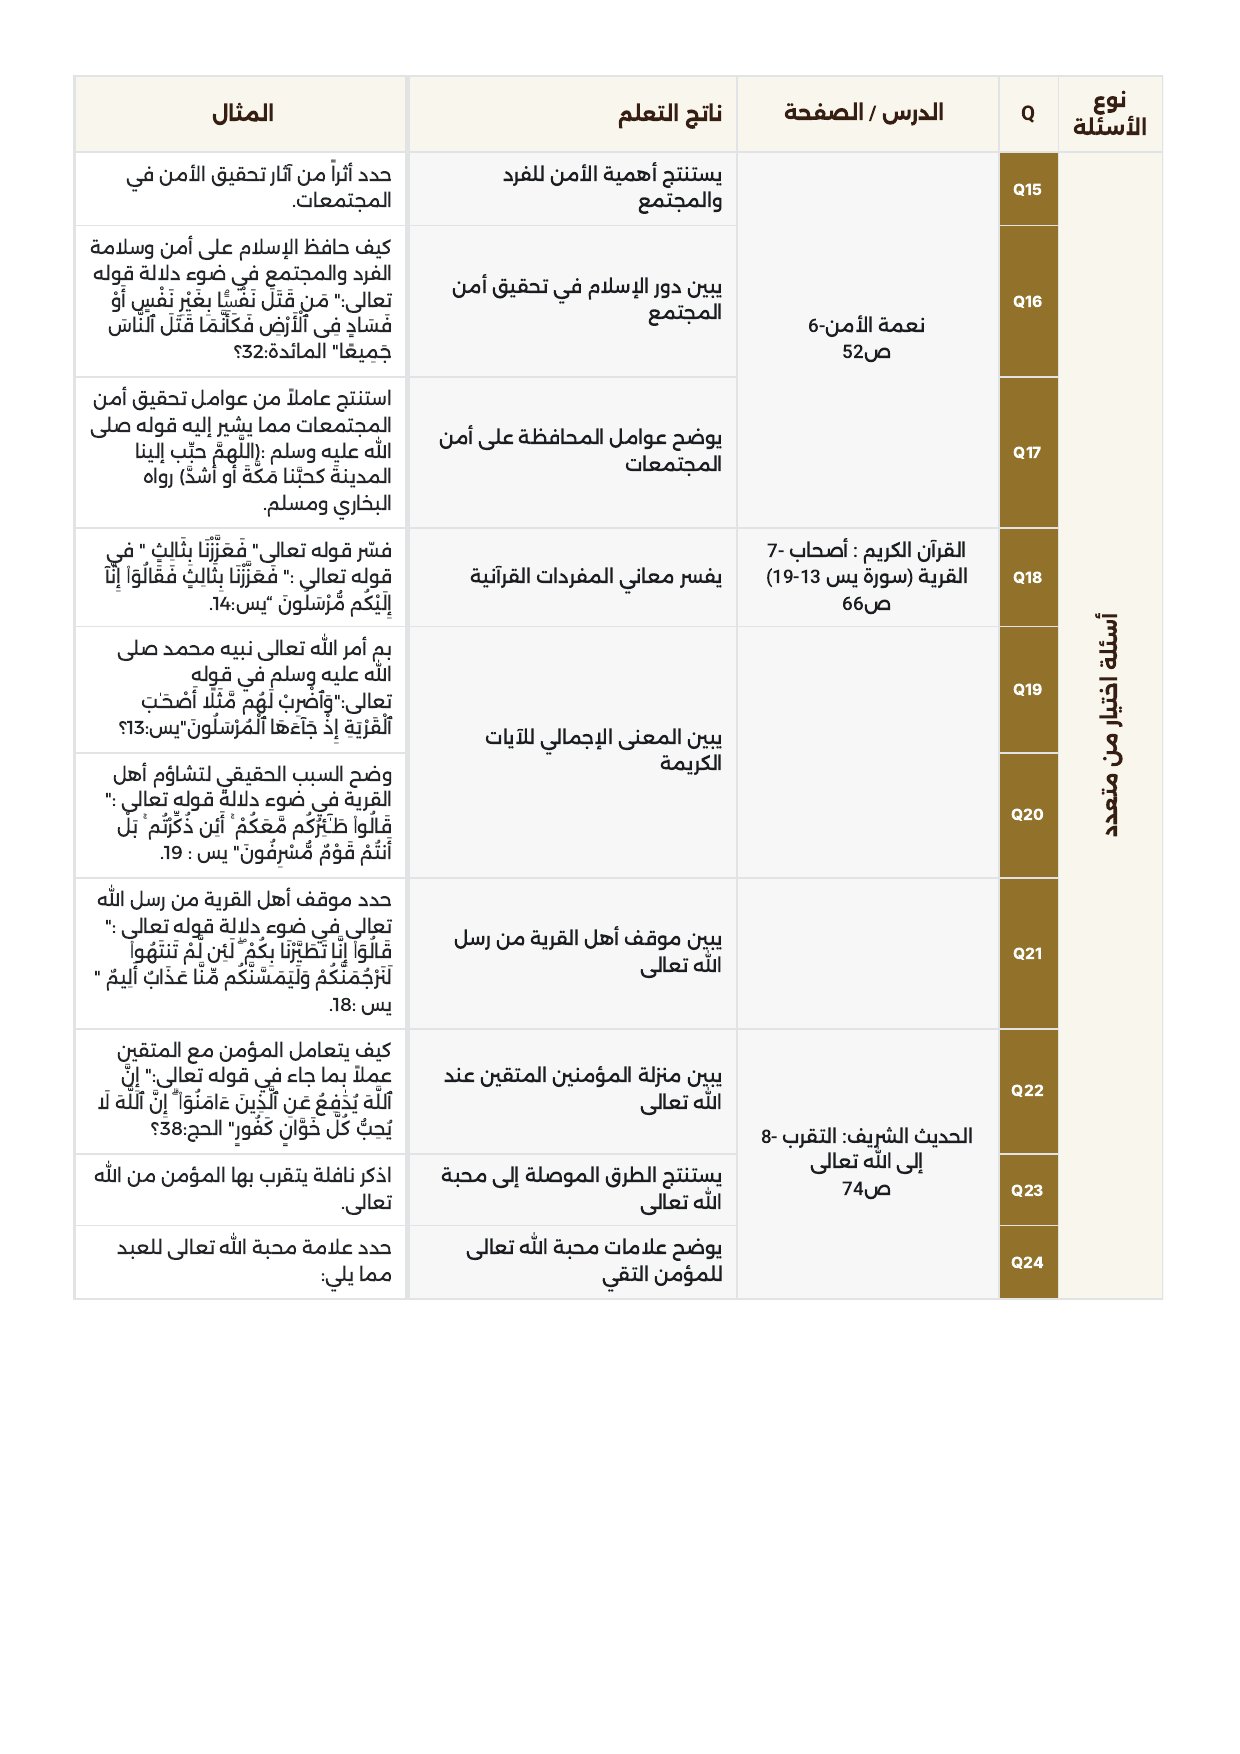 نوع
الأسئلة
Q
الدرس / الصفحة
ناتج التعلم
المثال
أسئلة اختيار من متعدد
Q15
نعمة الأمن-6
ص52
يستنتج أهمية الأمن للفرد
والمجتمع
حدد أثراً من آثار تحقيق الأمن في
المجتمعات.
Q16
يبين دور الإسلام في تحقيق أمن
المجتمع
كيف حافظ الإسلام على أمن وسلامة
الفرد والمجتمع في ضوء دلالة قوله
تعالى:" مَن قَتَلَ نَفْسًۢا بِغَيْرِ نَفْسٍ أَوْ
فَسَادٍ فِى ٱلْأَرْضِ فَكَأَنَّمَا قَتَلَ ٱلنَّاسَ
جَمِيعًا" المائدة:32؟
Q17
يوضح عوامل المحافظة على أمن
المجتمعات
استنتج عاملاً من عوامل تحقيق أمن
المجتمعات مما يشير إليه قوله صلى
الله عليه وسلم :(اللَّهمَّ حبِّب إلينا
المدينةَ كحبَّنا مَكَّةَ أو أشدَّ) رواه
البخاري ومسلم.
Q18
القرآن الكريم : أصحاب -7
القرية (سورة يس 13-19)
ص66
يفسر معاني المفردات القرآنية
فسّر قوله تعالى" فَعَزَّزْنَا بِثَالِثٍ " في
قوله تعالى :" فَعَزَّزْنَا بِثَالِثٍ فَقَالُوٓا۟ إِنَّآ
إِلَيْكُم مُّرْسَلُونَ “يس:14.
Q19
يبين المعنى الإجمالي للآيات
الكريمة
بم أمر الله تعالى نبيه محمد صلى
الله عليه وسلم في قوله
تعالى:"وَٱضْرِبْ لَهُم مَّثَلًا أَصْحَـٰبَ
ٱلْقَرْيَةِ إِذْ جَآءَهَا ٱلْمُرْسَلُونَ"يس:13؟
Q20
وضح السبب الحقيقي لتشاؤم أهل
القرية في ضوء دلالة قوله تعالى :"
قَالُوا۟ طَـٰٓئِرُكُم مَّعَكُمْ ۚ أَئِن ذُكِّرْتُم ۚ بَلْ
أَنتُمْ قَوْمٌ مُّسْرِفُونَ" يس : 19.
Q21
يبين موقف أهل القرية من رسل
الله تعالى
حدد موقف أهل القرية من رسل الله
تعالى في ضوء دلالة قوله تعالى :"
قَالُوٓا۟ إِنَّا تَطَيَّرْنَا بِكُمْ ۖ لَئِن لَّمْ تَنتَهُوا۟
لَنَرْجُمَنَّكُمْ وَلَيَمَسَّنَّكُم مِّنَّا عَذَابٌ أَلِيمٌ "
يس :18.
Q22
الحديث الشريف: التقرب -8
إلى الله تعالى
ص74
يبين منزلة المؤمنين المتقين عند
الله تعالى
كيف يتعامل المؤمن مع المتقين
عملاً بما جاء في قوله تعالى:" إِنَّ
ٱللَّهَ يُدَٰفِعُ عَنِ ٱلَّذِينَ ءَامَنُوٓا۟ ۗ إِنَّ ٱللَّهَ لَا
يُحِبُّ كُلَّ خَوَّانٍ كَفُورٍ" الحج:38؟
Q23
يستنتج الطرق الموصلة إلى محبة
الله تعالى
اذكر نافلة يتقرب بها المؤمن من الله
تعالى.
Q24
يوضح علامات محبة الله تعالى
للمؤمن التقي
حدد علامة محبة الله تعالى للعبد
مما يلي: